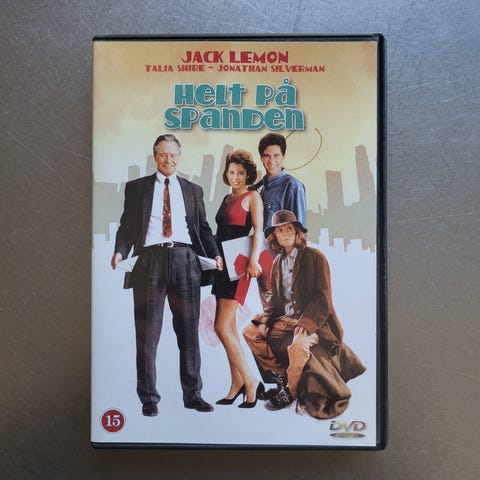 JACK LEMON
TALIA SHIRE – JONATHAN SILVERMAN
HELT PÅ
SPANDEN
15
DVD